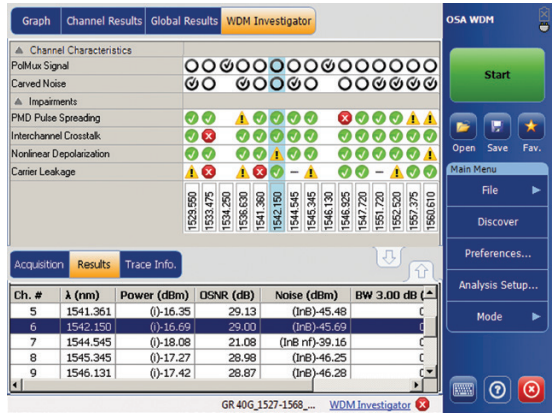 Graph Channel Results Global Results WDM Investigator
OSA WDM
Channel Characteristics
PolMux Signal
Carved Noise
Impairments
PMD Pulse Spreading
Interchannel Crosstalk
Nonlinear Depolarization
Carrier Leakage
1529.550 1533.475 1534.250 1536.630 1541.360 1542.150 1544.545 1545.345 1546.130 1546.925 1547.720 1551.720 1552.520 1557.375 1560.610
Start
Open Save Fav.
Main Menu
File
Discover
Preferences...
Analysis Setup...
Mode
Acquisition Results Trace Info.
Ch. # λ (nm) Power (dBm) OSNR (dB) Noise (dBm) BW 3.00 dB (
5 1541.361 (i)-16.35 29.13 (InB)-45.48
6 1542.150 (i)-16.69 29.00 (InB)-45.69
7 1544.545 (i)-18.08 21.08 (InB nf)-39.16
8 1545.345 (i)-17.27 28.98 (InB)-46.25
9 1546.131 (i)-17.42 28.87 (InB)-46.28
GR 40G_1527-1568_... WDM Investigator